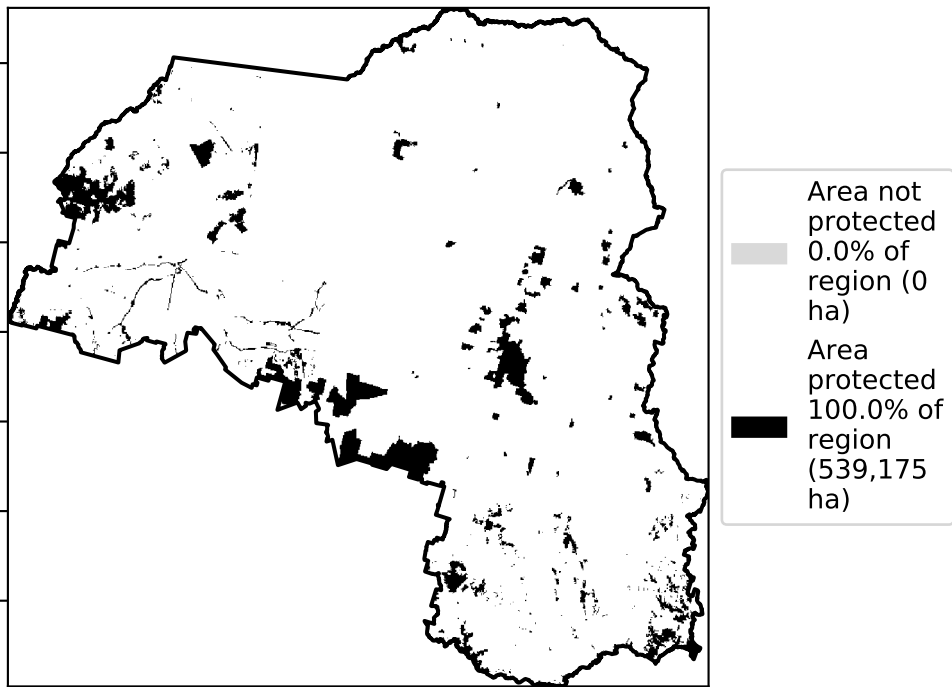 Area not
protected
0.0% of
region (0
ha)
Area
protected
100.0% of
region
(539,175
ha)